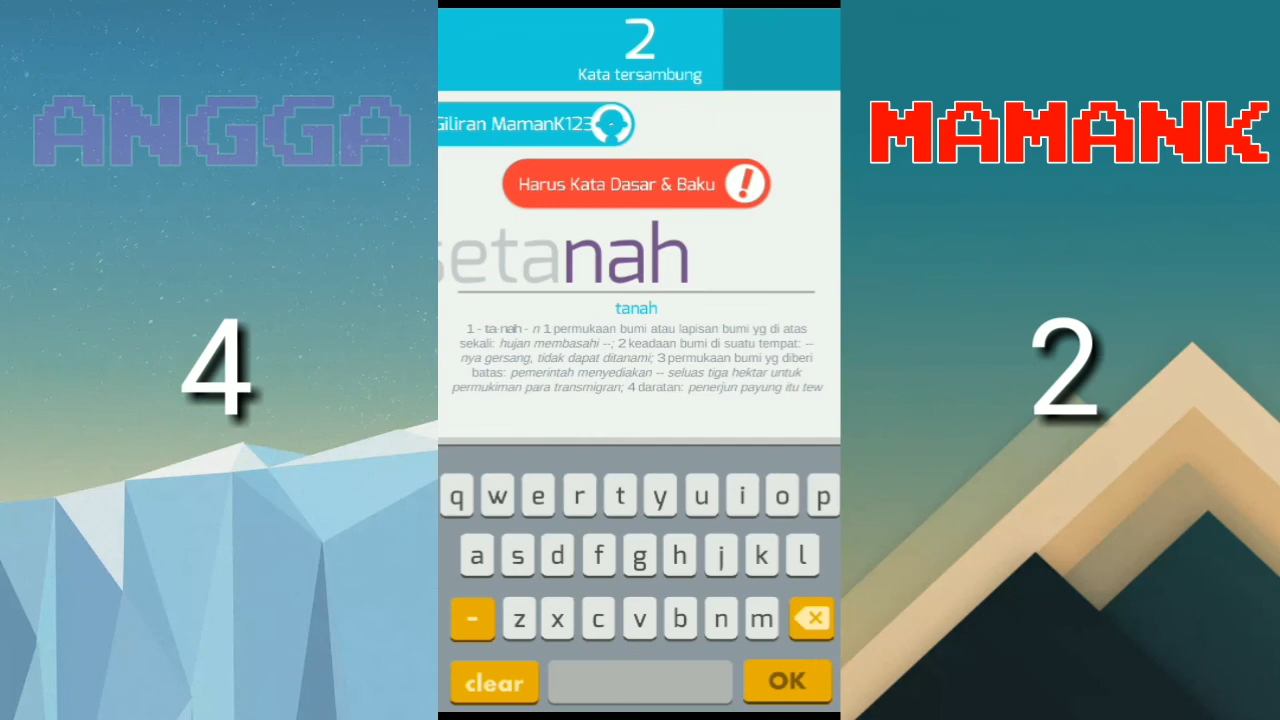 ANGGA
4
2
Kata tersambung
Giliran MamanK123
Harus Kata Dasar & Baku
setanah
tanah
1 - ta·nah - n 1 permukaan bumi atau lapisan bumi yg di atas
sekali: hujan membasahi --; 2 keadaan bumi di suatu tempat: --
nya gersang, tidak dapat ditanami; 3 permukaan bumi yg diberi
batas: pemerintah menyediakan -- seluas tiga hektar untuk
permukiman para transmigran; 4 daratan: penerjun payung itu tew
q w e r t y u i o p
a s d f g h j k l
- z x c v b n m
clear OK
MAMANK
2